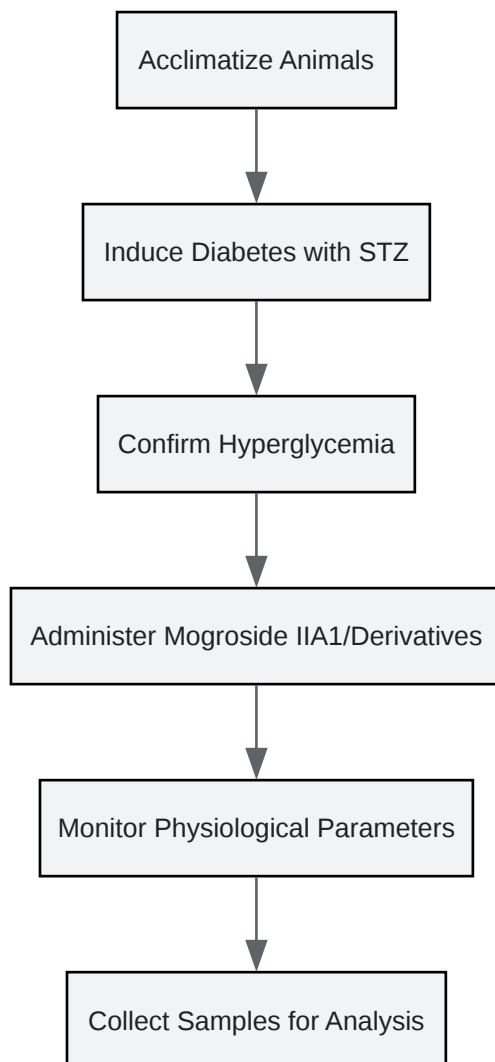 Acclimatize Animals
Induce Diabetes with STZ
Confirm Hyperglycemia
Administer Mogroside IIA1/Derivatives
Monitor Physiological Parameters
Collect Samples for Analysis